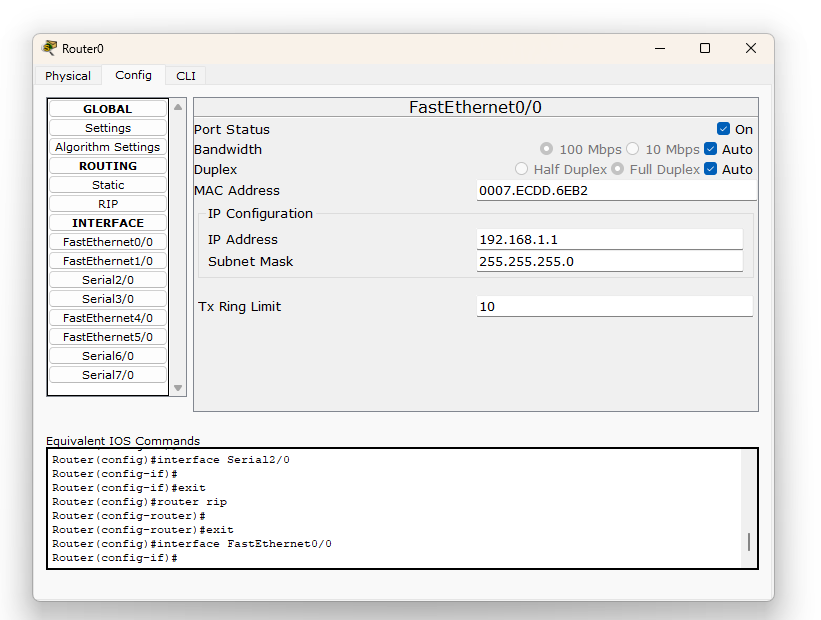 Router0
Physical Config CLI
GLOBAL
Settings
Algorithm Settings
ROUTING
Static
RIP
INTERFACE
FastEthernet0/0
FastEthernet1/0
Serial2/0
Serial3/0
FastEthernet4/0
FastEthernet5/0
Serial6/0
Serial7/0
FastEthernet0/0
Port Status On
Bandwidth 100 Mbps 10 Mbps Auto
Duplex Half Duplex Full Duplex Auto
MAC Address 0007.ECDD.6EB2
IP Configuration
IP Address 192.168.1.1
Subnet Mask 255.255.255.0
Tx Ring Limit 10
Equivalent IOS Commands
Router(config)#interface Serial2/0
Router(config-if)#
Router(config-if)#exit
Router(config)#router rip
Router(config-router)#
Router(config-router)#exit
Router(config)#interface FastEthernet0/0
Router(config-if)#